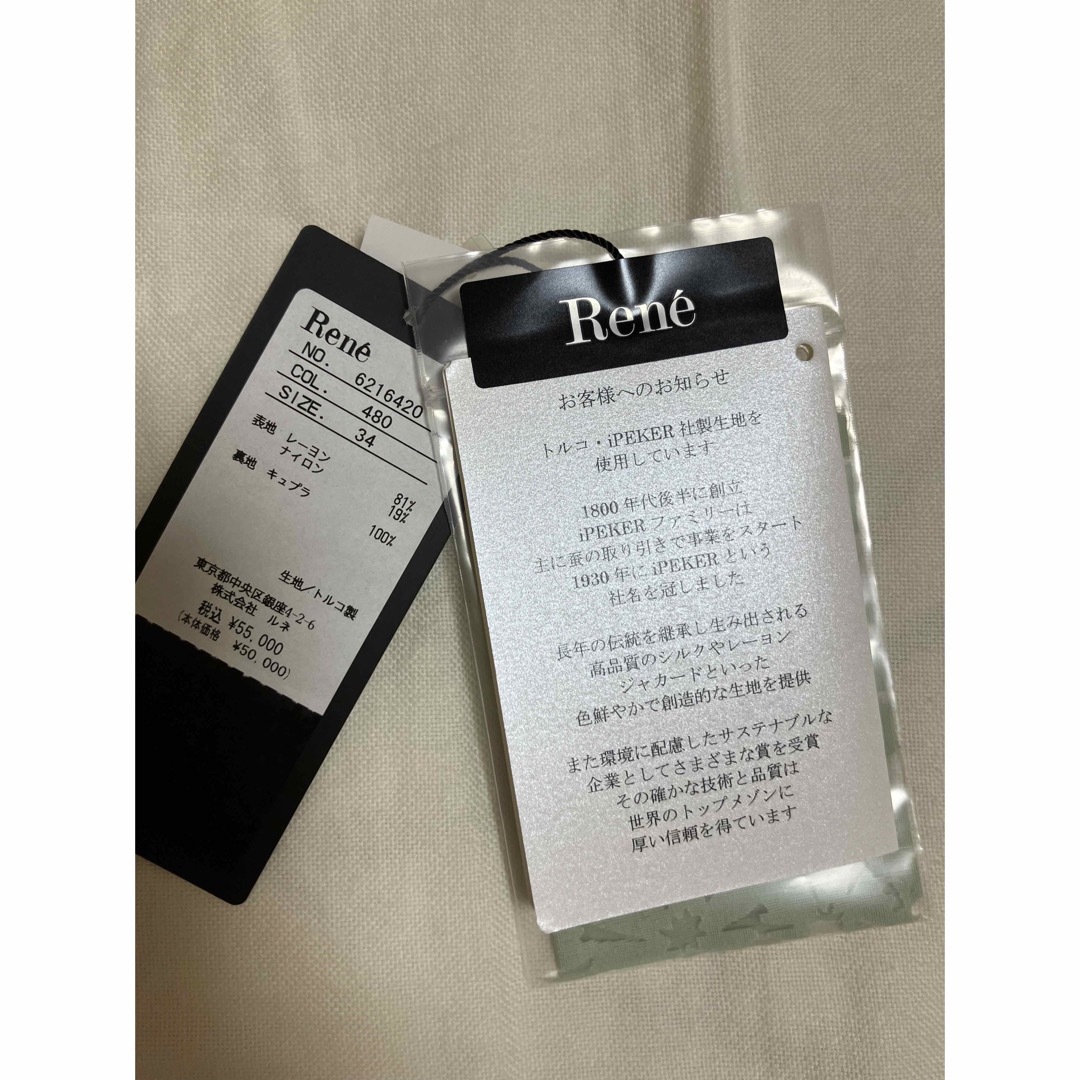 René
NO. 6216420
COL. 480
SIZE. 34
表地 レーヨン 81%
ナイロン 19%
裏地 キュプラ 100%
生地/トルコ製
東京都中央区銀座4-2-6
株式会社 ルネ
税込 ¥55,000
(本体価格 ¥50,000)
René
お客様へのお知らせ
トルコ・iPEKER 社製生地を
使用しています
1800 年代後半に創立
iPEKER ファミリーは
主に蚕の取り引きで事業をスタート
1930 年に iPEKER という
社名を冠しました
長年の伝統を継承し生み出される
高品質のシルクやレーヨン
ジャカードといった
色鮮やかで創造的な生地を提供
また環境に配慮したサステナブルな
企業としてさまざまな賞を受賞
その確かな技術と品質は
世界のトップメゾンに
厚い信頼を得ています